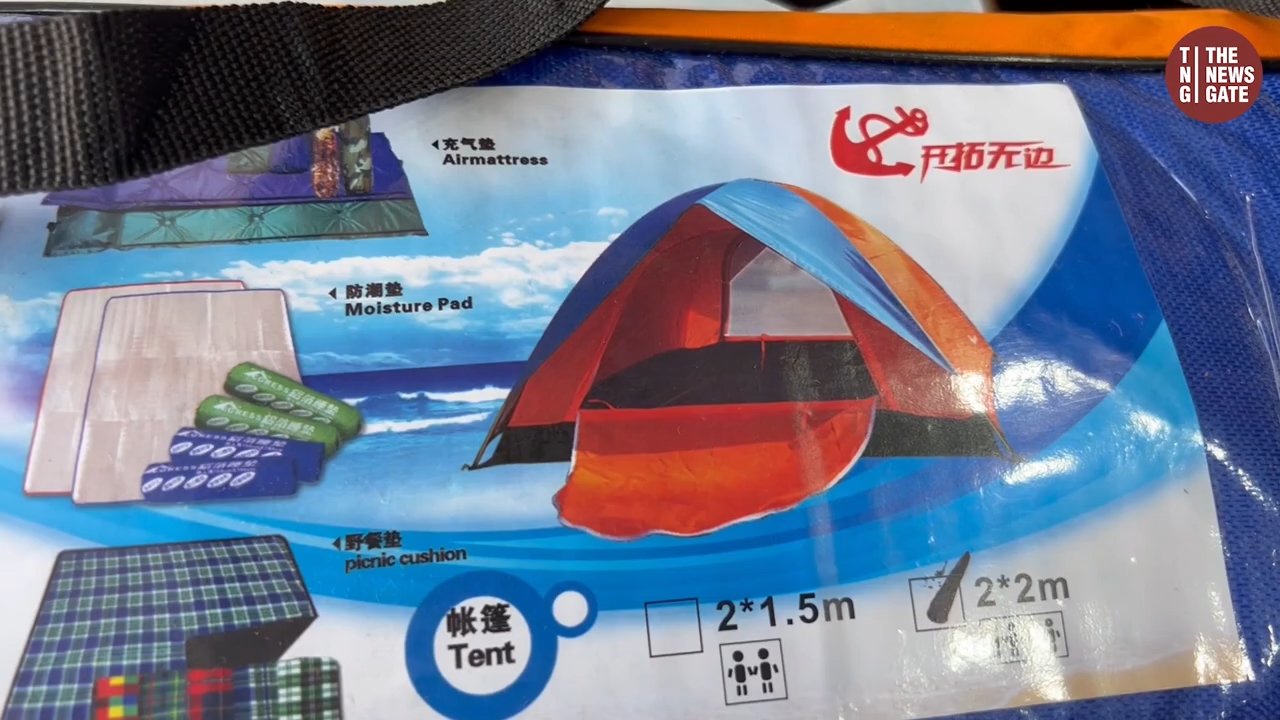 T THE
N NEWS
G GATE
充气垫
Airmattress
开拓无边
防潮垫
Moisture Pad
野餐垫
picnic cushion
帐篷
Tent
2*1.5m
2*2m